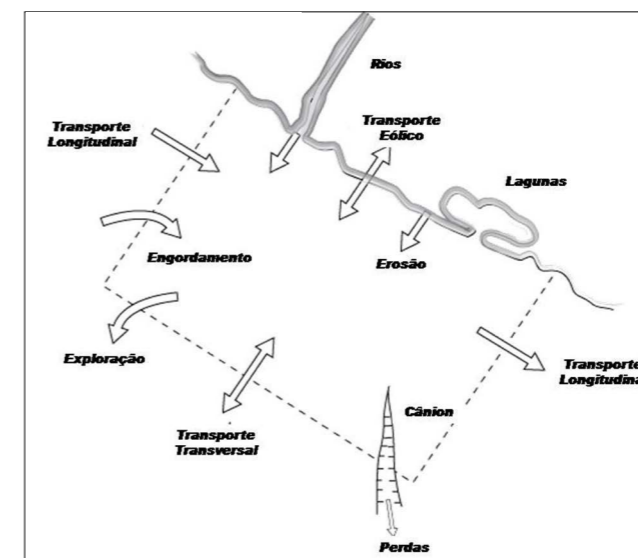 Rios
Transporte
Longitudinal
Transporte
Eólico
Lagunas
Engordamento
Erosão
Exploração
Transporte
Longitudinal
Cânion
Transporte
Transversal
Perdas